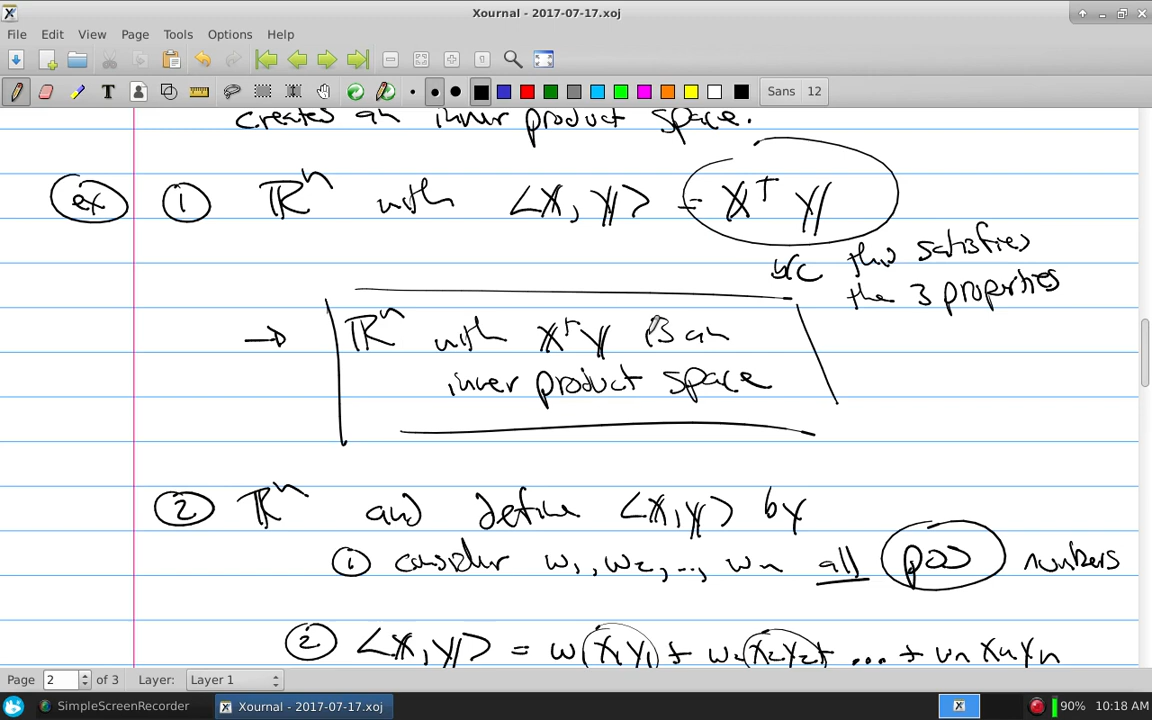 Xournal - 2017-07-17.xoj
File Edit View Page Tools Options Help
Sans 12
creates an inner product space.
ex ① ℝⁿ with <X, Y> = XᵀY
b/c this satisfies
the 3 properties
→ ℝⁿ with XᵀY is an
inner product space
② ℝⁿ and define <X,Y> by
① consider w₁, w₂, ..., wₙ all pos numbers
② <X,Y> = w₁x₁y₁ + w₂x₂y₂ + ... + wₙxₙyₙ
Page 2 of 3 Layer: Layer 1
SimpleScreenRecorder Xournal - 2017-07-17.xoj 90% 10:18 AM